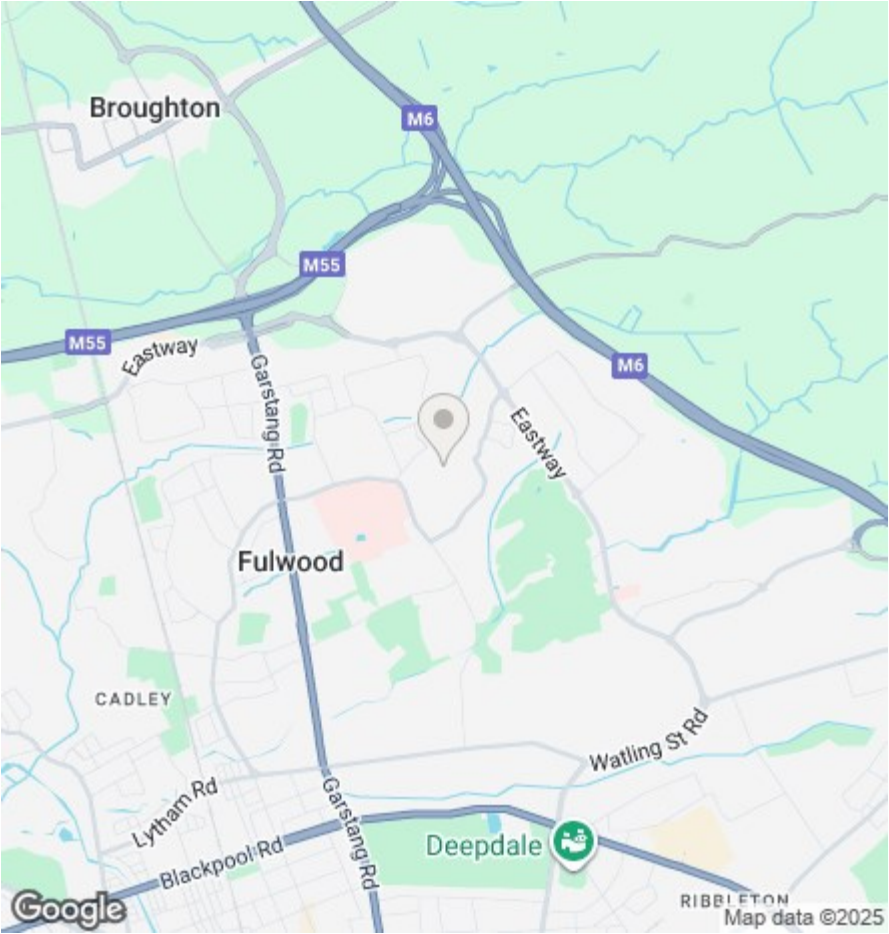 Broughton
M6
M55
M55
Eastway
M6
Garstang Rd
Eastway
Fulwood
CADLEY
Watling St Rd
Lytham Rd
Garstang Rd
Blackpool Rd
Deepdale
RIBBLETON
Google
Map data ©2025